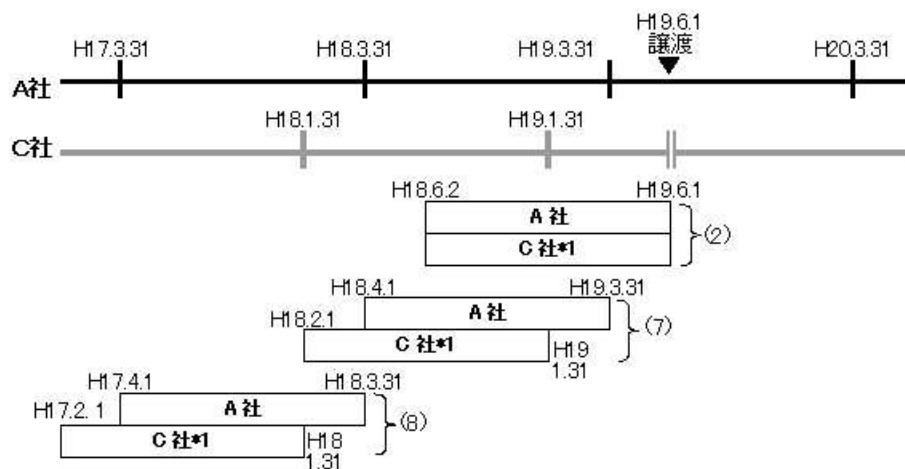 H19.6.1
譲渡
H17.3.31
H18.3.31
H19.3.31
H20.3.31
A社
H18.1.31
H19.1.31
C社
H18.6.2
H19.6.1
A 社
C 社*1
(2)
H18.4.1
H19.3.31
A 社
H18.2.1
C 社*1
(7)
H19
1.31
H17.4.1
H18.3.31
H17.2. 1
A 社
C 社*1
(8)
H18
1.31